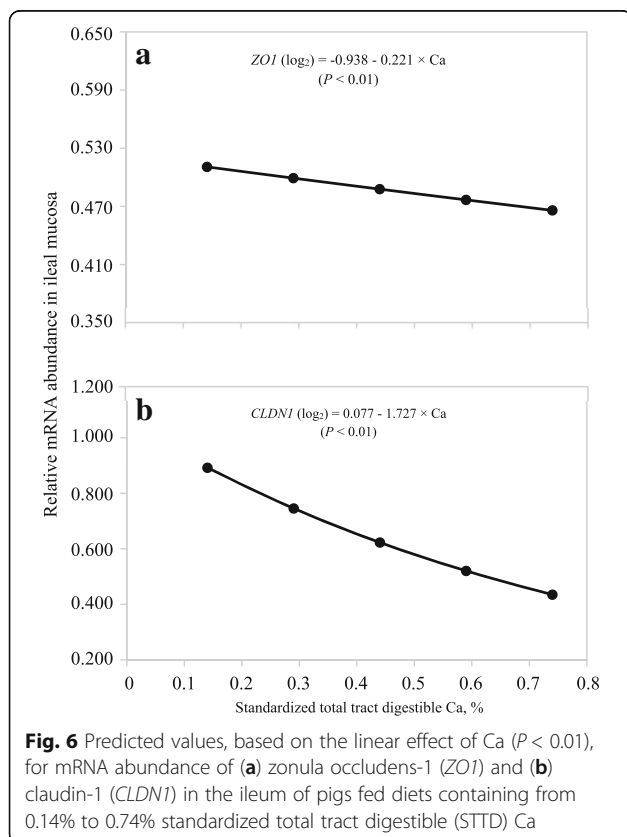 0.650
a
ZO1 (log₂) = -0.938 - 0.221 × Ca
(P < 0.01)
0.590
0.530
0.470
0.410
0.350
Relative mRNA abundance in ileal mucosa
1.200
b
CLDN1 (log₂) = 0.077 - 1.727 × Ca
(P < 0.01)
1.000
0.800
0.600
0.400
0.200
0 0.1 0.2 0.3 0.4 0.5 0.6 0.7 0.8
Standardized total tract digestible Ca, %
Fig. 6 Predicted values, based on the linear effect of Ca (P < 0.01),
for mRNA abundance of (a) zonula occludens-1 (ZO1) and (b)
claudin-1 (CLDN1) in the ileum of pigs fed diets containing from
0.14% to 0.74% standardized total tract digestible (STTD) Ca